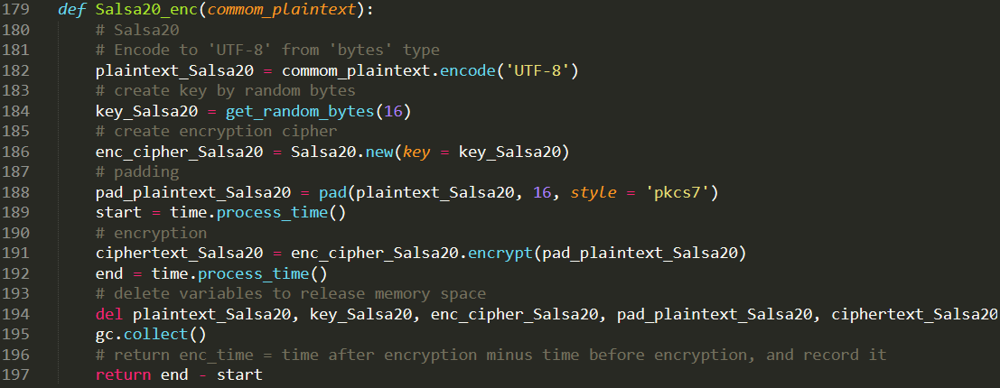 179 def Salsa20_enc(commom_plaintext):
180 # Salsa20
181 # Encode to 'UTF-8' from 'bytes' type
182 plaintext_Salsa20 = commom_plaintext.encode('UTF-8')
183 # create key by random bytes
184 key_Salsa20 = get_random_bytes(16)
185 # create encryption cipher
186 enc_cipher_Salsa20 = Salsa20.new(key = key_Salsa20)
187 # padding
188 pad_plaintext_Salsa20 = pad(plaintext_Salsa20, 16, style = 'pkcs7')
189 start = time.process_time()
190 # encryption
191 ciphertext_Salsa20 = enc_cipher_Salsa20.encrypt(pad_plaintext_Salsa20)
192 end = time.process_time()
193 # delete variables to release memory space
194 del plaintext_Salsa20, key_Salsa20, enc_cipher_Salsa20, pad_plaintext_Salsa20, ciphertext_Salsa20
195 gc.collect()
196 # return enc_time = time after encryption minus time before encryption, and record it
197 return end - start